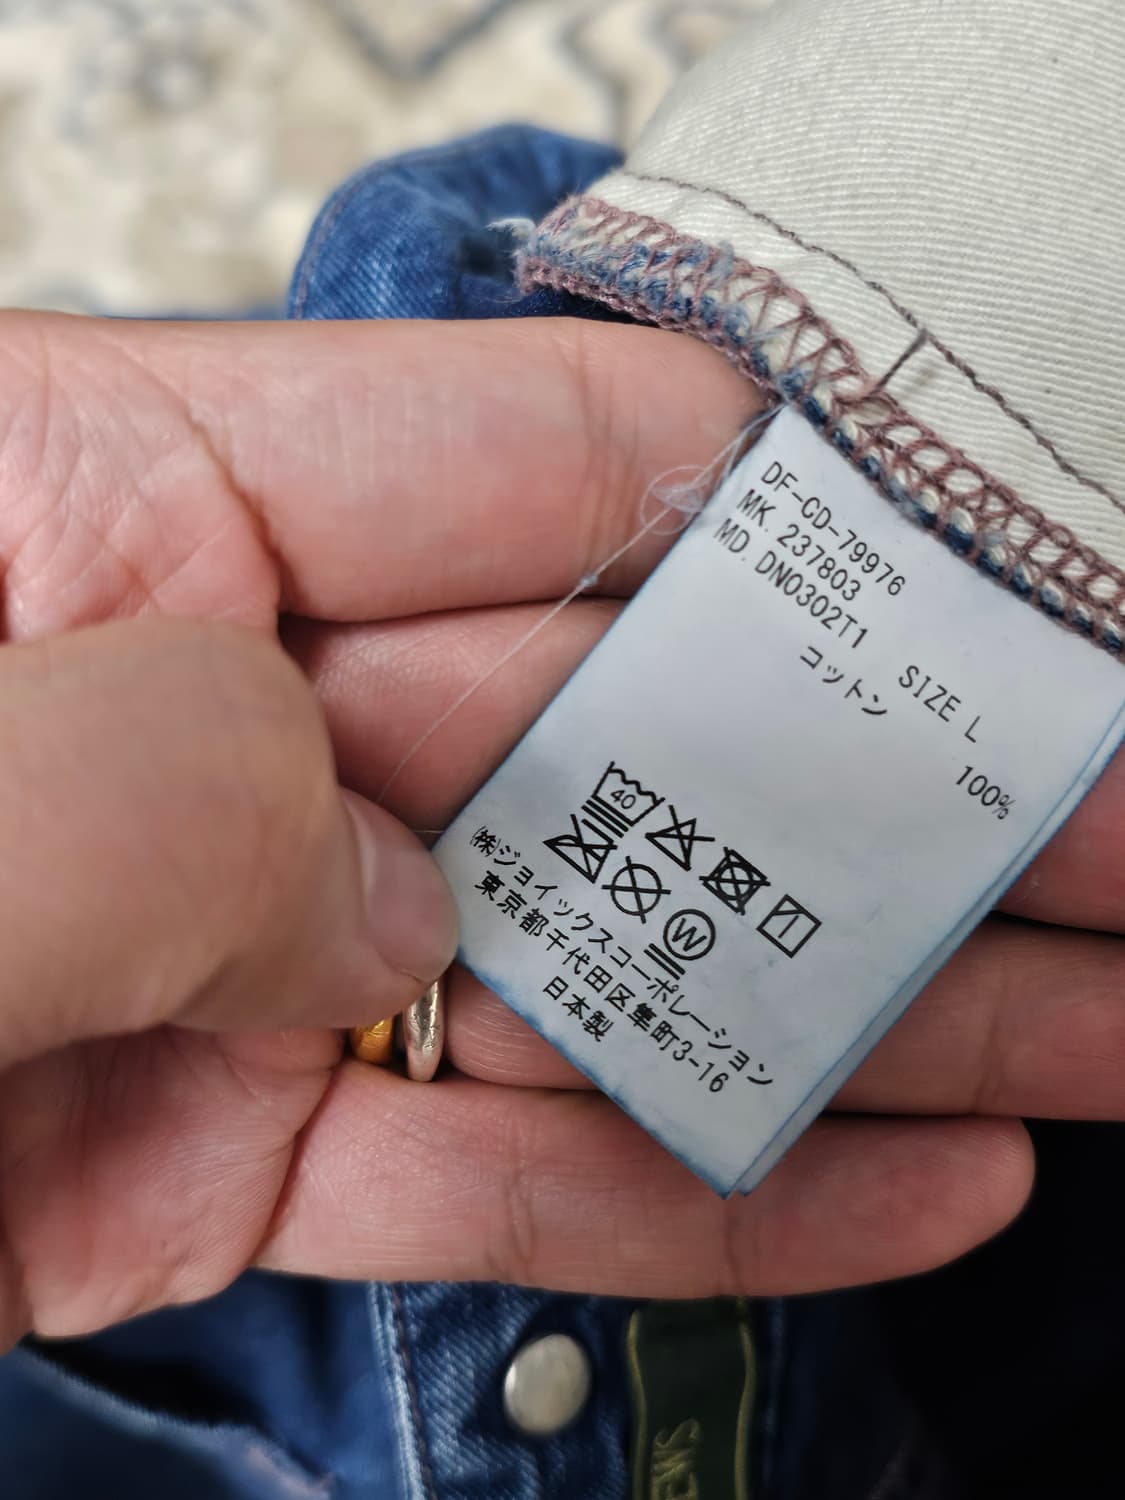 DF-CD-79976
MK. 237803
MD. DN0302T1 SIZE L
コットン 100%
40
W
㈱ジョイックスコーポレーション
東京都千代田区隼町3-16
日本製